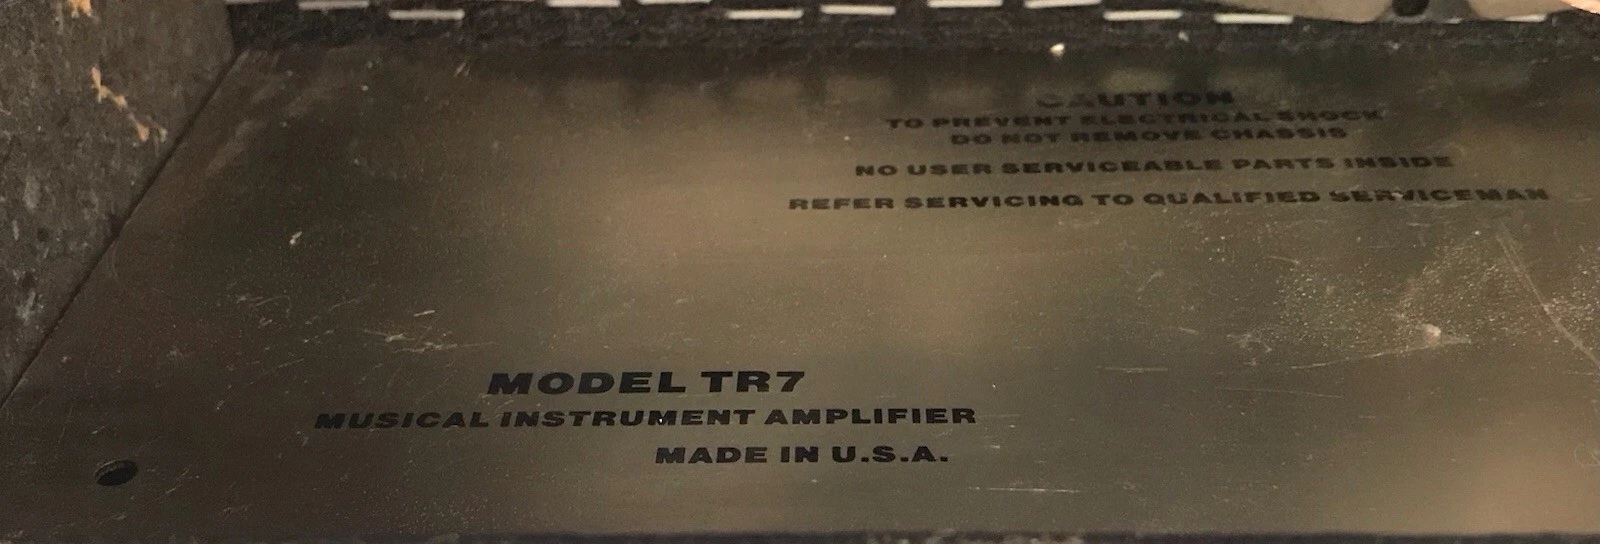 CAUTION
TO PREVENT ELECTRICAL SHOCK
DO NOT REMOVE CHASSIS
NO USER SERVICEABLE PARTS INSIDE
REFER SERVICING TO QUALIFIED SERVICEMAN
MODEL TR7
MUSICAL INSTRUMENT AMPLIFIER
MADE IN U.S.A.